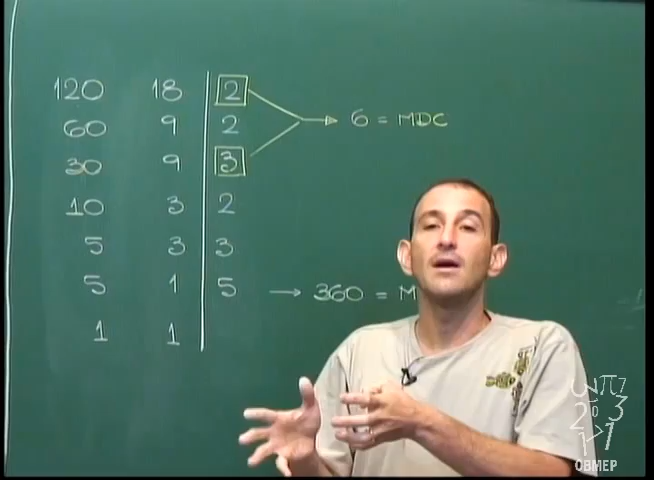 120 18 2
60 9 2 6 = MDC
30 9 3
10 3 2
5 3 3
5 1 5 → 360 = M
1 1
OBMEP